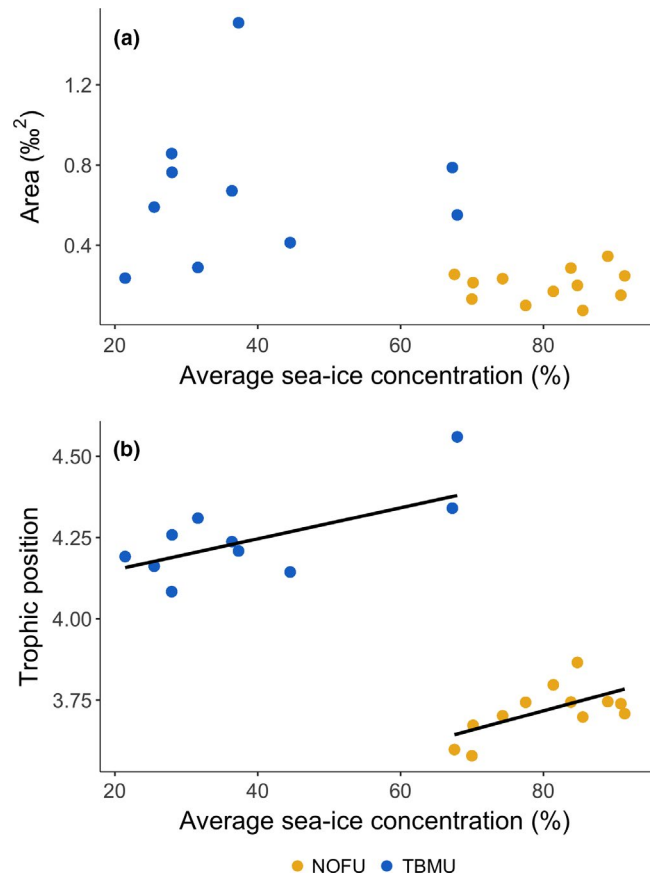 (a)
Area (‰²)
1.2
0.8
0.4
20 40 60 80
Average sea-ice concentration (%)
(b)
Trophic position
4.50
4.25
4.00
3.75
20 40 60 80
Average sea-ice concentration (%)
NOFU TBMU